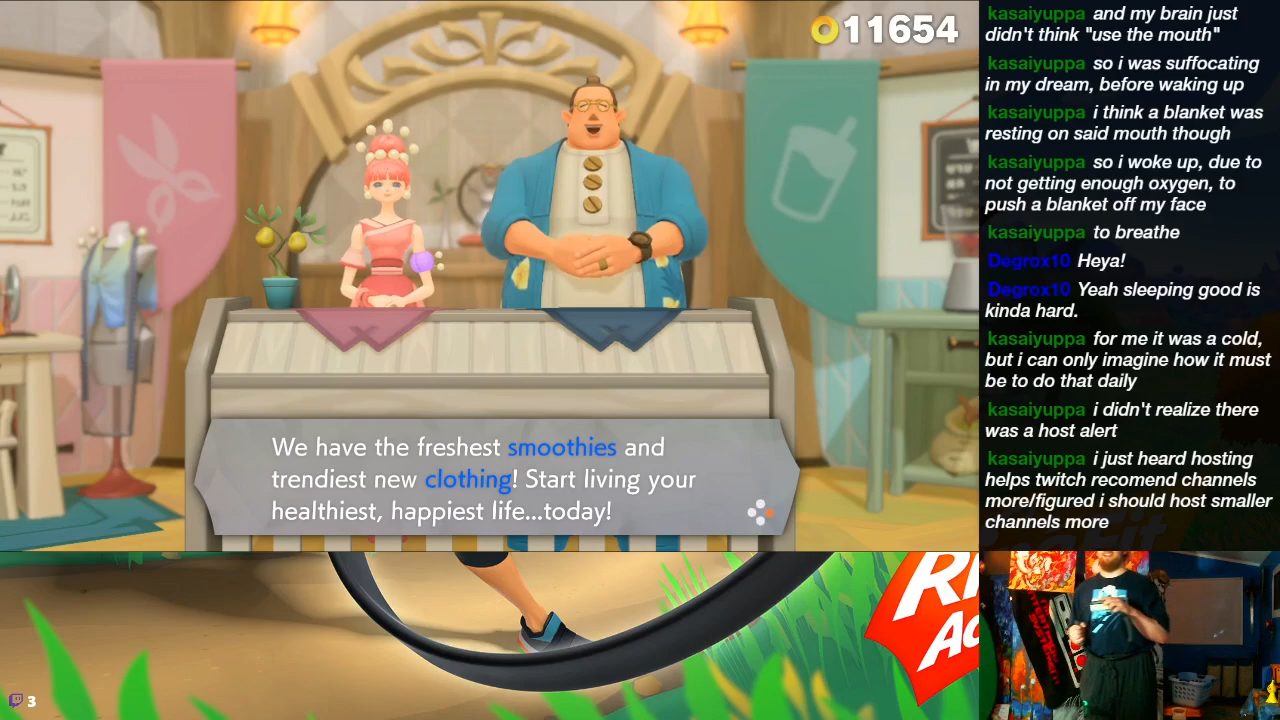 11654
We have the freshest smoothies and
trendiest new clothing! Start living your
healthiest, happiest life...today!
3
kasaiyuppa and my brain just
didn't think "use the mouth"
kasaiyuppa so i was suffocating
in my dream, before waking up
kasaiyuppa i think a blanket was
resting on said mouth though
kasaiyuppa so i woke up, due to
not getting enough oxygen, to
push a blanket off my face
kasaiyuppa to breathe
Degrox10 Heya!
Degrox10 Yeah sleeping good is
kinda hard.
kasaiyuppa for me it was a cold,
but i can only imagine how it must
be to do that daily
kasaiyuppa i didn't realize there
was a host alert
kasaiyuppa i just heard hosting
helps twitch recomend channels
more/figured i should host smaller
channels more